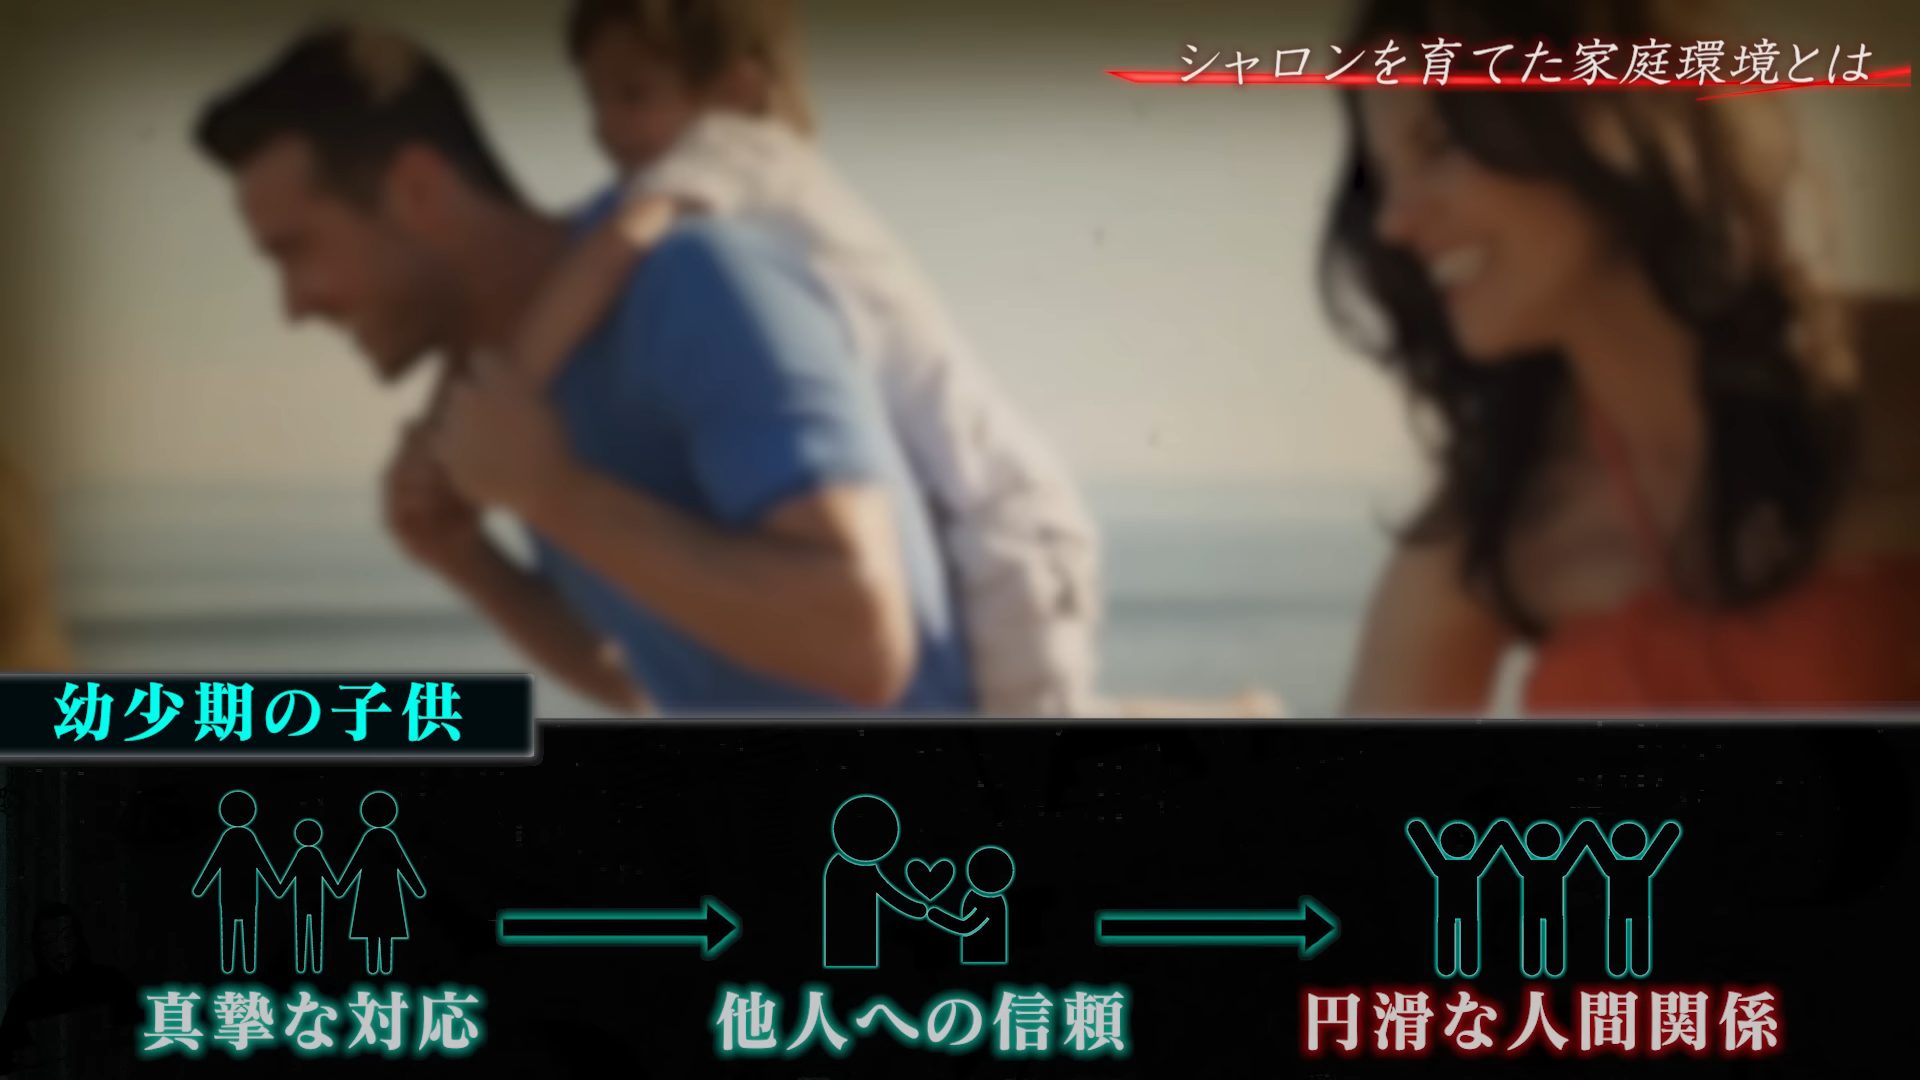 シャロンを育てた家庭環境とは
幼少期の子供
真摯な対応
他人への信頼
円滑な人間関係